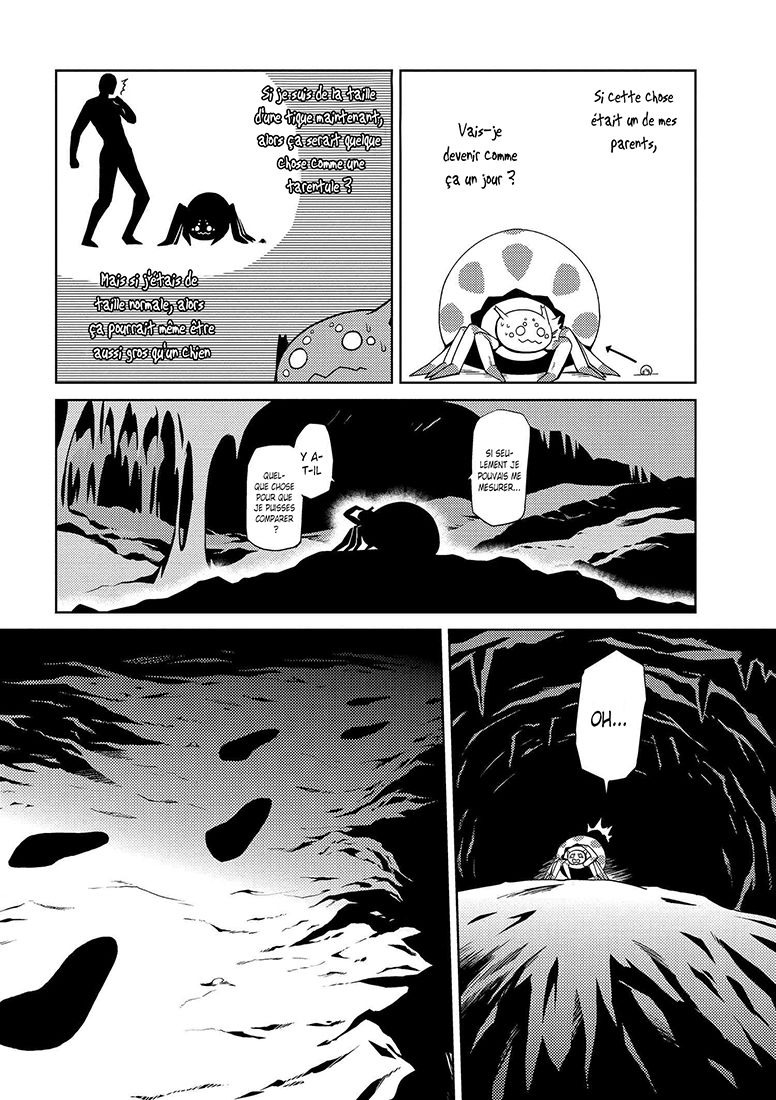 Si cette chose
était un de mes
parents,
Vais-je
devenir comme
ça un jour ?
Si je suis de la taille
d'une tique maintenant,
alors ça serait quelque
chose comme une
tarentule ?
Mais si j'étais de
taille normale, alors
ça pourrait même être
aussi gros qu'un chien
SI SEU-
LEMENT JE
POUVAIS ME
MESURER...
Y A-
T-IL
QUEL-
QUE CHOSE
POUR QUE
JE PUISSES
COMPARER
?
OH...